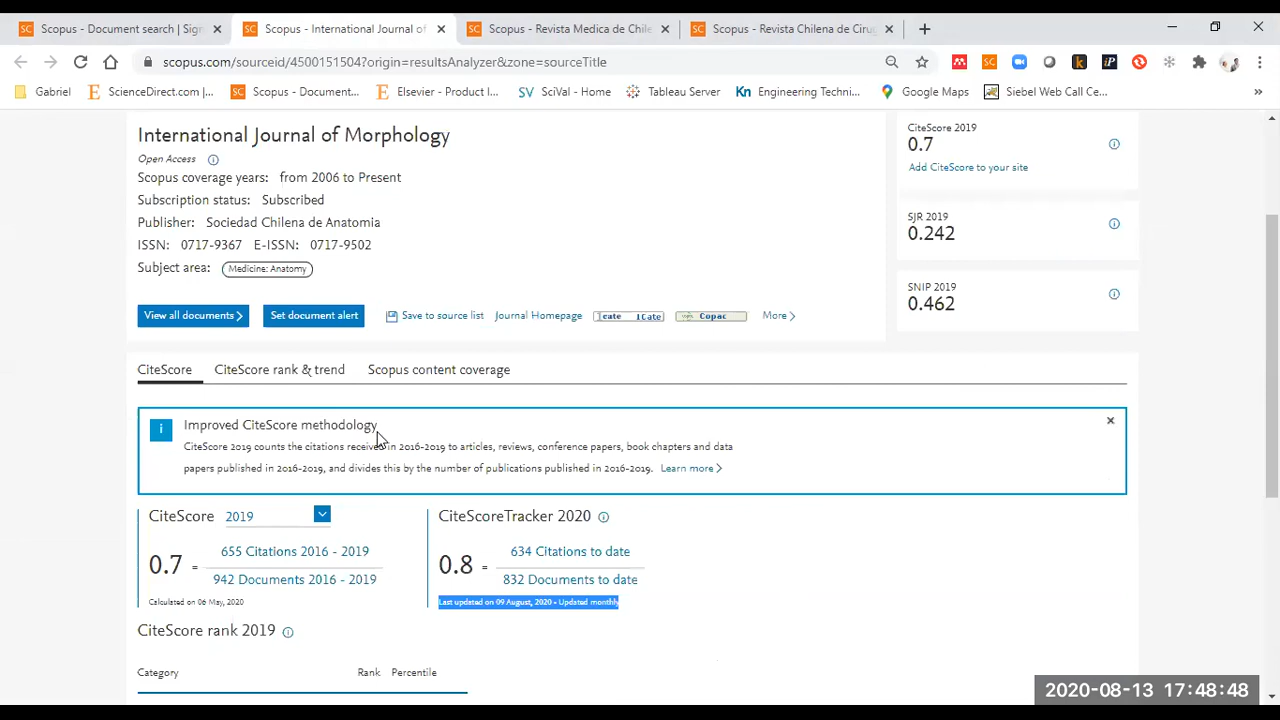 Scopus - Document search | Sign
Scopus - International Journal of
Scopus - Revista Medica de Chile
Scopus - Revista Chilena de Cirug
scopus.com/sourceid/4500151504?origin=resultsAnalyzer&zone=sourceTitle
Gabriel
ScienceDirect.com |...
Scopus - Document...
Elsevier - Product I...
SciVal - Home
Tableau Server
Engineering Techni...
Google Maps
Siebel Web Call Ce...
International Journal of Morphology
Open Access
Scopus coverage years: from 2006 to Present
Subscription status: Subscribed
Publisher: Sociedad Chilena de Anatomia
ISSN: 0717-9367 E-ISSN: 0717-9502
Subject area: Medicine: Anatomy
View all documents >
Set document alert
Save to source list
Journal Homepage
Copac
More >
CiteScore 2019
0.7
Add CiteScore to your site
SJR 2019
0.242
SNIP 2019
0.462
CiteScore
CiteScore rank & trend
Scopus content coverage
Improved CiteScore methodology
CiteScore 2019 counts the citations received in 2016-2019 to articles, reviews, conference papers, book chapters and data
papers published in 2016-2019, and divides this by the number of publications published in 2016-2019. Learn more >
CiteScore 2019
0.7 =
655 Citations 2016 - 2019
942 Documents 2016 - 2019
Calculated on 06 May, 2020
CiteScoreTracker 2020
0.8 =
634 Citations to date
832 Documents to date
Last updated on 09 August, 2020 • Updated monthly
CiteScore rank 2019
Category Rank Percentile
2020-08-13 17:48:48